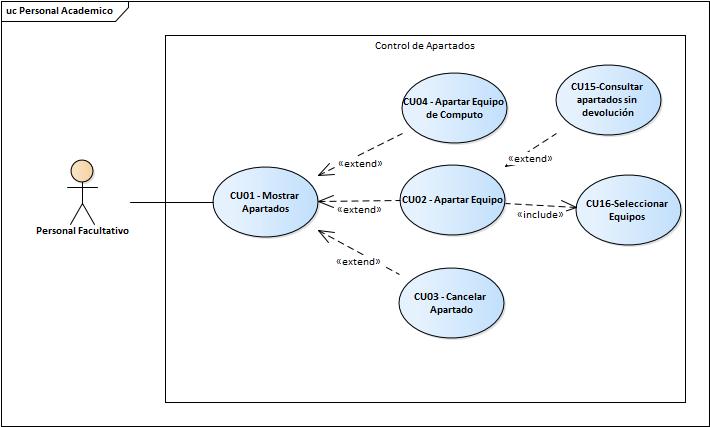 uc Personal Academico
Control de Apartados
CU04 - Apartar Equipo
de Computo
CU15-Consultar
apartados sin
devolución
«extend»
«extend»
CU01 - Mostrar
Apartados
CU02 - Apartar Equipo
«extend»
«include»
CU16-Seleccionar
Equipos
Personal Facultativo
«extend»
CU03 - Cancelar
Apartado